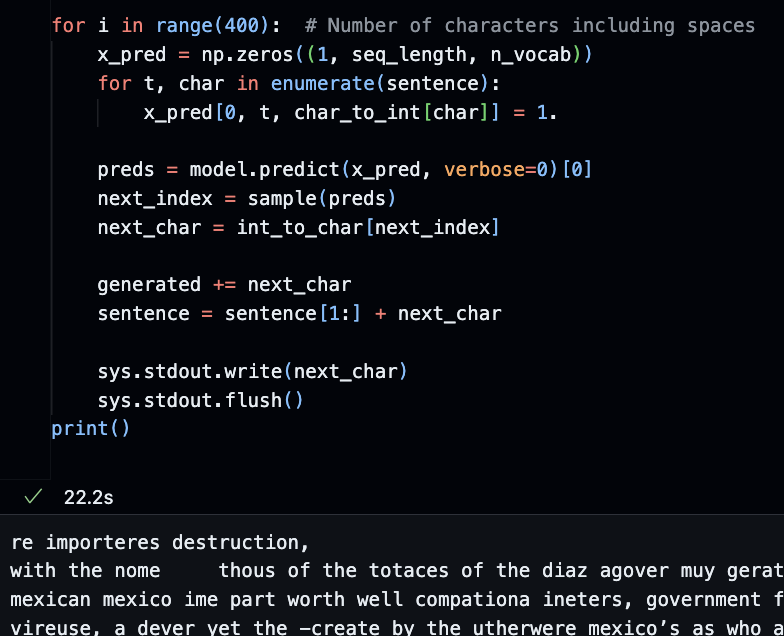 for i in range(400):  # Number of characters including spaces
    x_pred = np.zeros((1, seq_length, n_vocab))
    for t, char in enumerate(sentence):
        x_pred[0, t, char_to_int[char]] = 1.
    preds = model.predict(x_pred, verbose=0)[0]
    next_index = sample(preds)
    next_char = int_to_char[next_index]
    generated += next_char
    sentence = sentence[1:] + next_char
    sys.stdout.write(next_char)
    sys.stdout.flush()
print()
22.2s
re importeres destruction,
with the nome     thous of the totaces of the diaz agover muy gerat
mexican mexico ime part worth well compationa ineters, government f
vireuse, a dever yet the –create by the utherwere mexico’s as who